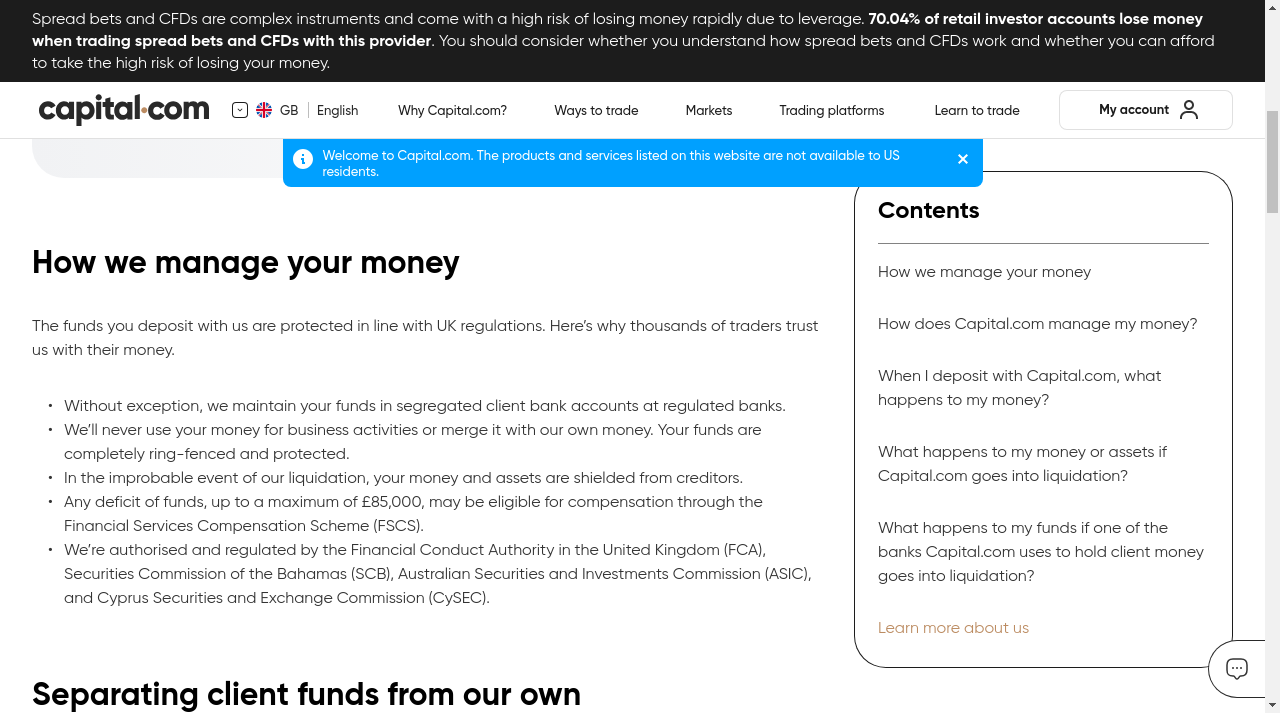 Spread bets and CFDs are complex instruments and come with a high risk of losing money rapidly due to leverage. 70.04% of retail investor accounts lose money
when trading spread bets and CFDs with this provider. You should consider whether you understand how spread bets and CFDs work and whether you can afford
to take the high risk of losing your money.
capital.com GB English Why Capital.com? Ways to trade Markets Trading platforms Learn to trade My account
Welcome to Capital.com. The products and services listed on this website are not available to US
residents.
How we manage your money
The funds you deposit with us are protected in line with UK regulations. Here’s why thousands of traders trust
us with their money.
• Without exception, we maintain your funds in segregated client bank accounts at regulated banks.
• We’ll never use your money for business activities or merge it with our own money. Your funds are
completely ring-fenced and protected.
• In the improbable event of our liquidation, your money and assets are shielded from creditors.
• Any deficit of funds, up to a maximum of £85,000, may be eligible for compensation through the
Financial Services Compensation Scheme (FSCS).
• We’re authorised and regulated by the Financial Conduct Authority in the United Kingdom (FCA),
Securities Commission of the Bahamas (SCB), Australian Securities and Investments Commission (ASIC),
and Cyprus Securities and Exchange Commission (CySEC).
Separating client funds from our own
Contents
How we manage your money
How does Capital.com manage my money?
When I deposit with Capital.com, what
happens to my money?
What happens to my money or assets if
Capital.com goes into liquidation?
What happens to my funds if one of the
banks Capital.com uses to hold client money
goes into liquidation?
Learn more about us